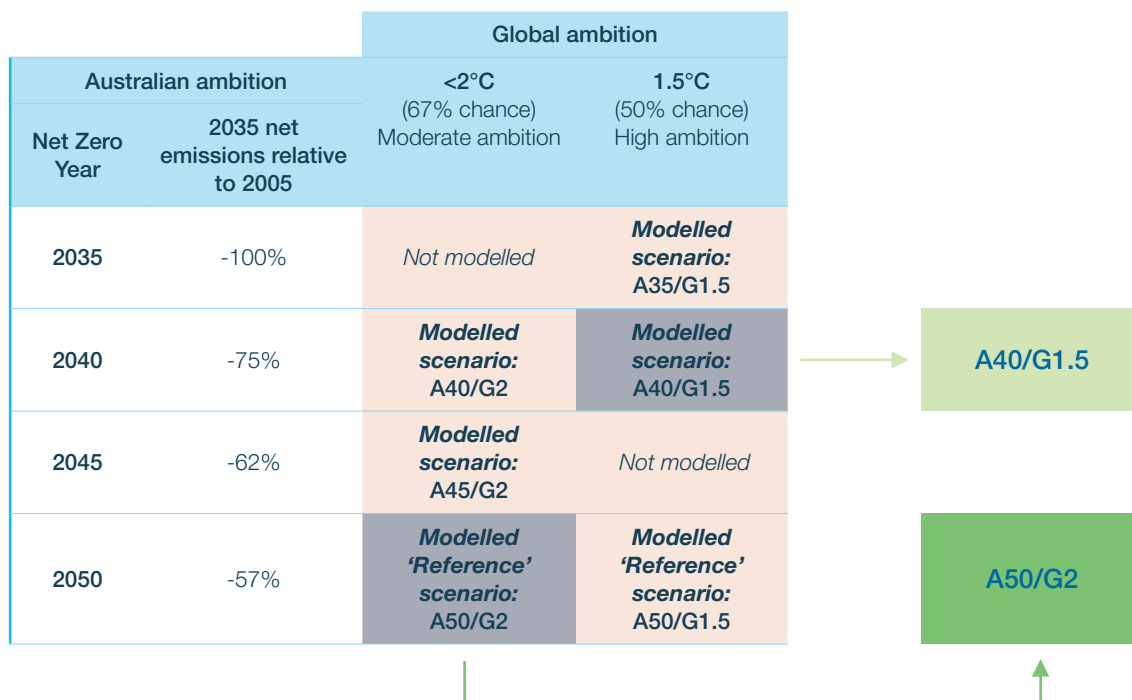 Global ambition
Australian ambition
<2°C
(67% chance)
Moderate ambition
1.5°C
(50% chance)
High ambition
Net Zero
Year
2035 net
emissions relative
to 2005
2035
-100%
Not modelled
Modelled
scenario:
A35/G1.5
2040
-75%
Modelled
scenario:
A40/G2
Modelled
scenario:
A40/G1.5
A40/G1.5
2045
-62%
Modelled
scenario:
A45/G2
Not modelled
2050
-57%
Modelled
‘Reference’
scenario:
A50/G2
Modelled
‘Reference’
scenario:
A50/G1.5
A50/G2